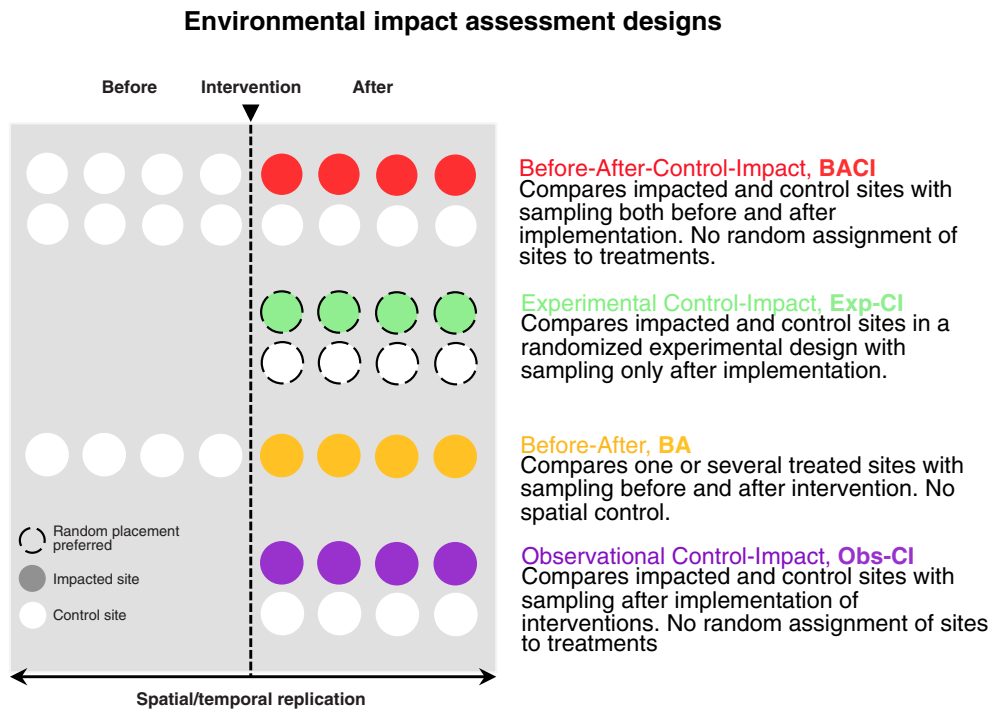 Environmental impact assessment designs
Before Intervention After
Before-After-Control-Impact, BACI
Compares impacted and control sites with
sampling both before and after
implementation. No random assignment of
sites to treatments.
Experimental Control-Impact, Exp-CI
Compares impacted and control sites in a
randomized experimental design with
sampling only after implementation.
Before-After, BA
Compares one or several treated sites with
sampling before and after intervention. No
spatial control.
Random placement
preferred
Impacted site
Control site
Observational Control-Impact, Obs-CI
Compares impacted and control sites with
sampling after implementation of
interventions. No random assignment of sites
to treatments
Spatial/temporal replication